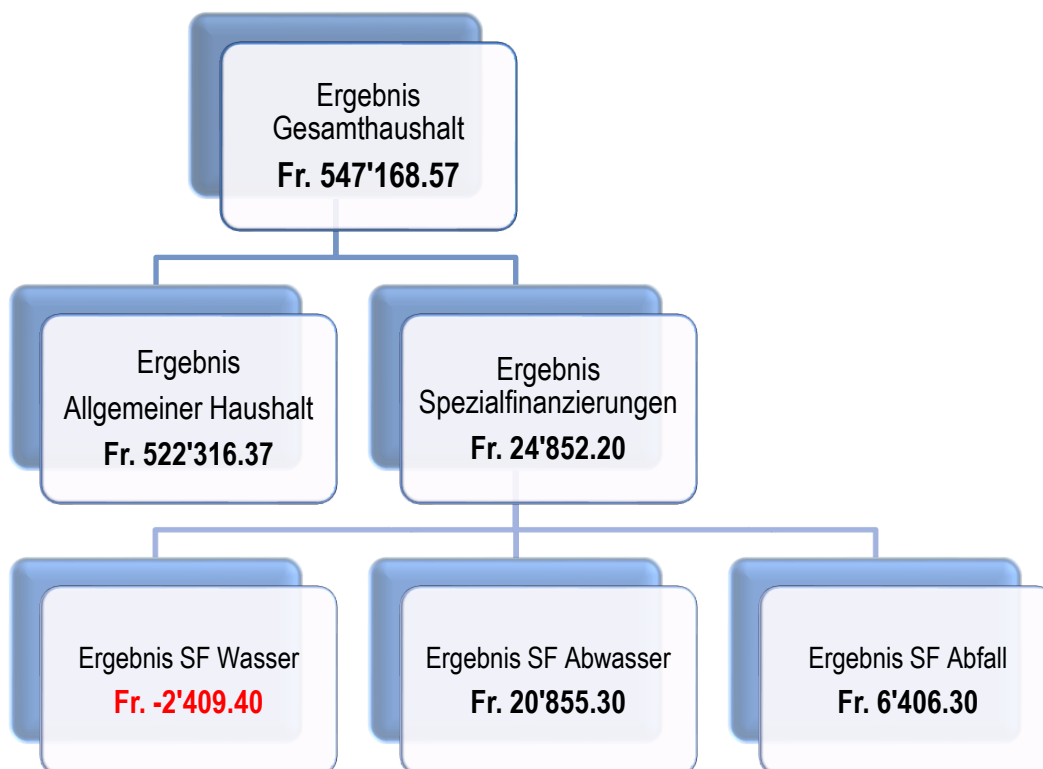 Ergebnis
Gesamthaushalt
Fr. 547'168.57
Ergebnis
Allgemeiner Haushalt
Fr. 522'316.37
Ergebnis
Spezialfinanzierungen
Fr. 24'852.20
Ergebnis SF Wasser
Fr. -2'409.40
Ergebnis SF Abwasser
Fr. 20'855.30
Ergebnis SF Abfall
Fr. 6'406.30